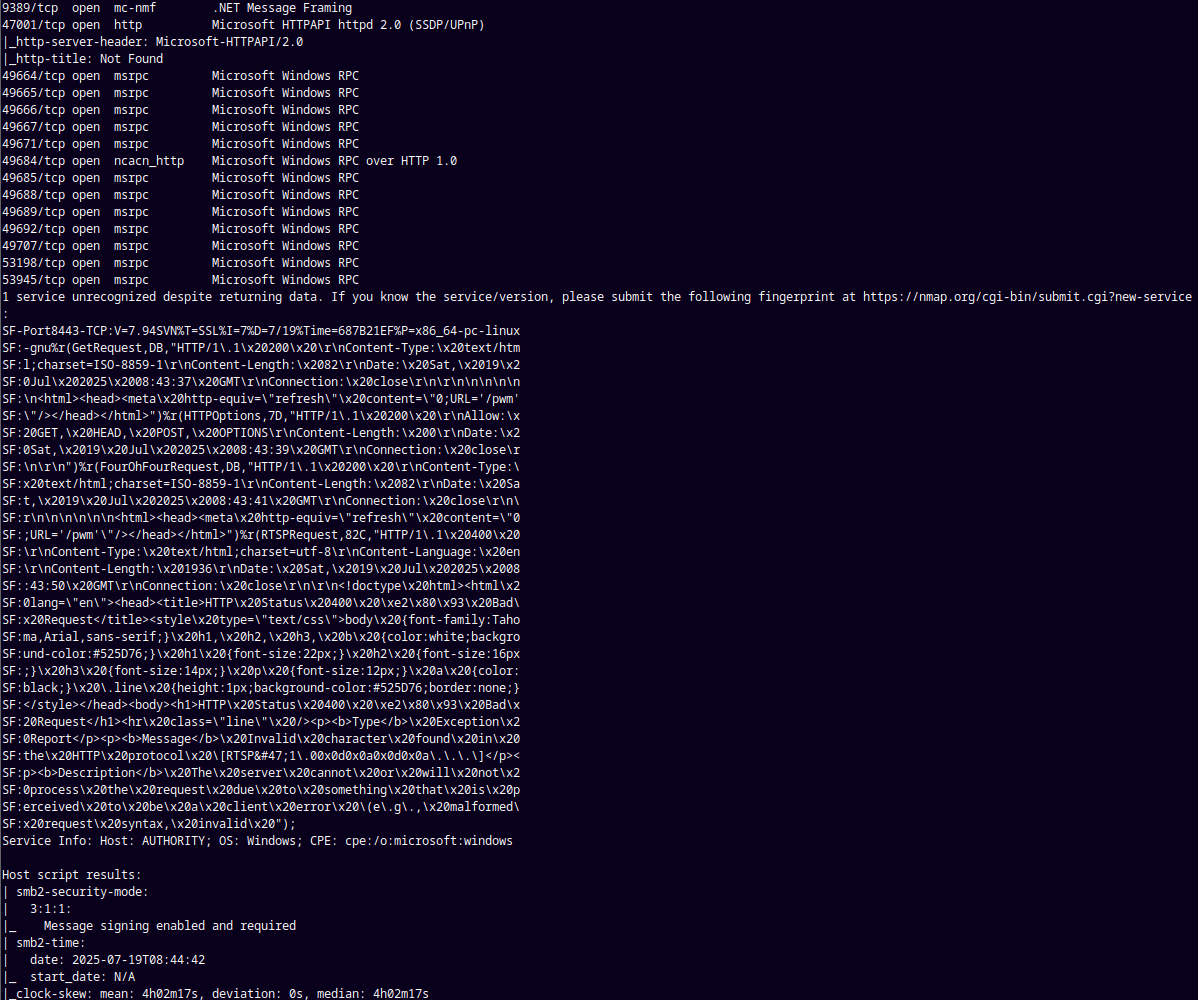 9389/tcp  open  mc-nmf        .NET Message Framing
47001/tcp open  http          Microsoft HTTPAPI httpd 2.0 (SSDP/UPnP)
|_http-server-header: Microsoft-HTTPAPI/2.0
|_http-title: Not Found
49664/tcp open  msrpc         Microsoft Windows RPC
49665/tcp open  msrpc         Microsoft Windows RPC
49666/tcp open  msrpc         Microsoft Windows RPC
49667/tcp open  msrpc         Microsoft Windows RPC
49671/tcp open  msrpc         Microsoft Windows RPC
49684/tcp open  ncacn_http    Microsoft Windows RPC over HTTP 1.0
49685/tcp open  msrpc         Microsoft Windows RPC
49688/tcp open  msrpc         Microsoft Windows RPC
49689/tcp open  msrpc         Microsoft Windows RPC
49692/tcp open  msrpc         Microsoft Windows RPC
49707/tcp open  msrpc         Microsoft Windows RPC
53198/tcp open  msrpc         Microsoft Windows RPC
53945/tcp open  msrpc         Microsoft Windows RPC
1 service unrecognized despite returning data. If you know the service/version, please submit the following fingerprint at https://nmap.org/cgi-bin/submit.cgi?new-service
:
SF-Port8443-TCP:V=7.94SVN%T=SSL%I=7%D=7/19%Time=687B21EF%P=x86_64-pc-linux
SF:-gnu%r(GetRequest,DB,"HTTP/1\.1\x20200\x20\r\nContent-Type:\x20text/htm
SF:l;charset=ISO-8859-1\r\nContent-Length:\x2082\r\nDate:\x20Sat,\x2019\x2
SF:0Jul\x202025\x2008:43:37\x20GMT\r\nConnection:\x20close\r\n\r\n\n\n\n\n
SF:\n<html><head><meta\x20http-equiv=\"refresh\"\x20content=\"0;URL='/pwm'
SF:\"/></head></html>")%r(HTTPOptions,7D,"HTTP/1\.1\x20200\x20\r\nAllow:\x
SF:20GET,\x20HEAD,\x20POST,\x20OPTIONS\r\nContent-Length:\x200\r\nDate:\x2
SF:0Sat,\x2019\x20Jul\x202025\x2008:43:39\x20GMT\r\nConnection:\x20close\r
SF:\n\r\n")%r(FourOhFourRequest,DB,"HTTP/1\.1\x20200\x20\r\nContent-Type:\
SF:x20text/html;charset=ISO-8859-1\r\nContent-Length:\x2082\r\nDate:\x20Sa
SF:t,\x2019\x20Jul\x202025\x2008:43:41\x20GMT\r\nConnection:\x20close\r\n\
SF:r\n\n\n\n\n\n<html><head><meta\x20http-equiv=\"refresh\"\x20content=\"0
SF:;URL='/pwm'\"/></head></html>")%r(RTSPRequest,82C,"HTTP/1\.1\x20400\x20
SF:\r\nContent-Type:\x20text/html;charset=utf-8\r\nContent-Language:\x20en
SF:\r\nContent-Length:\x201936\r\nDate:\x20Sat,\x2019\x20Jul\x202025\x2008
SF::43:50\x20GMT\r\nConnection:\x20close\r\n\r\n<!doctype\x20html><html\x2
SF:0lang=\"en\"><head><title>HTTP\x20Status\x20400\x20\xe2\x80\x93\x20Bad\
SF:x20Request</title><style\x20type=\"text/css\">body\x20{font-family:Taho
SF:ma,Arial,sans-serif;}\x20h1,\x20h2,\x20h3,\x20b\x20{color:white;backgro
SF:und-color:#525D76;}\x20h1\x20{font-size:22px;}\x20h2\x20{font-size:16px
SF:;}\x20h3\x20{font-size:14px;}\x20p\x20{font-size:12px;}\x20a\x20{color:
SF:black;}\x20\.line\x20{height:1px;background-color:#525D76;border:none;}
SF:</style></head><body><h1>HTTP\x20Status\x20400\x20\xe2\x80\x93\x20Bad\x
SF:20Request</h1><hr\x20class=\"line\"\x20/><p><b>Type</b>\x20Exception\x2
SF:0Report</p><p><b>Message</b>\x20Invalid\x20character\x20found\x20in\x20
SF:the\x20HTTP\x20protocol\x20\[RTSP&#47;1\.00x0d0x0a0x0d0x0a\.\.\.\]</p><
SF:p><b>Description</b>\x20The\x20server\x20cannot\x20or\x20will\x20not\x2
SF:0process\x20the\x20request\x20due\x20to\x20something\x20that\x20is\x20p
SF:erceived\x20to\x20be\x20a\x20client\x20error\x20\(e\.g\.,\x20malformed\
SF:x20request\x20syntax,\x20invalid\x20");
Service Info: Host: AUTHORITY; OS: Windows; CPE: cpe:/o:microsoft:windows

Host script results:
| smb2-security-mode:
|   3:1:1:
|_    Message signing enabled and required
| smb2-time:
|   date: 2025-07-19T08:44:42
|_  start_date: N/A
|_clock-skew: mean: 4h02m17s, deviation: 0s, median: 4h02m17s